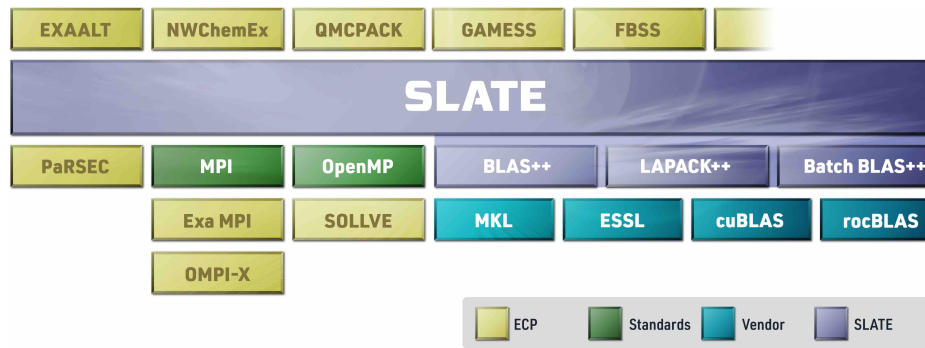 EXAALT NWChemEx QMCPACK GAMESS FBSS
SLATE
PaRSEC MPI OpenMP BLAS++ LAPACK++ Batch BLAS++
Exa MPI SOLLVE MKL ESSL cuBLAS rocBLAS
OMPI-X
ECP Standards Vendor SLATE